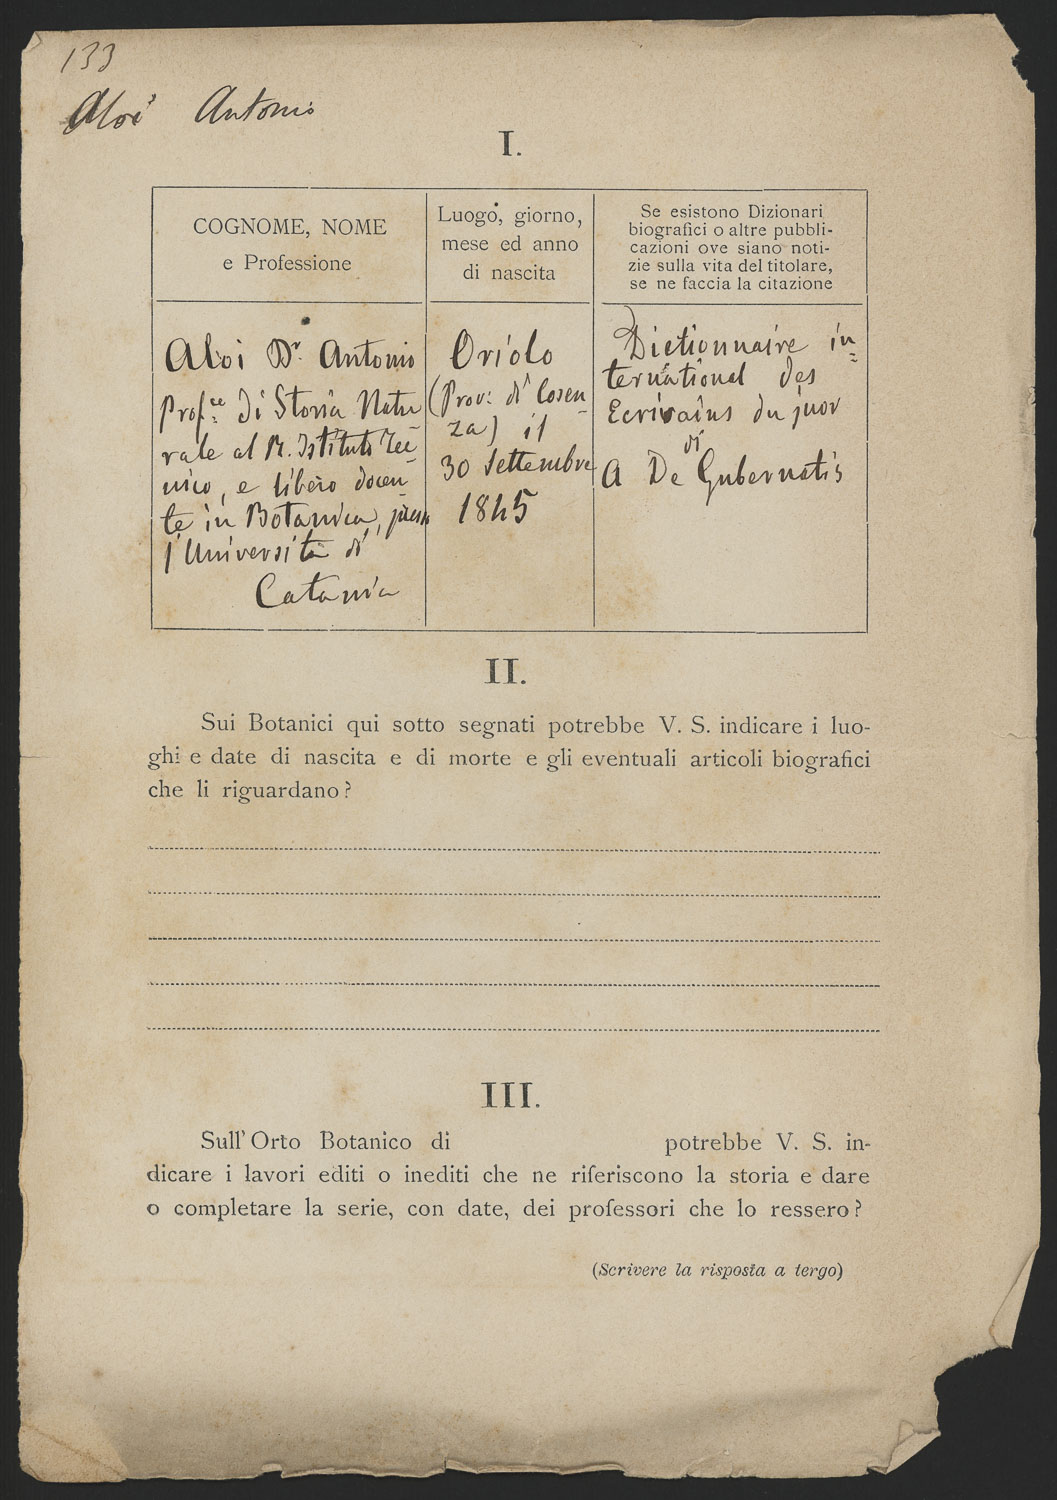 133
Aloi Antonio
I.
COGNOME, NOME
e Professione
Luogo, giorno,
mese ed anno
di nascita
Se esistono Dizionari
biografici o altre pubbli-
cazioni ove siano noti-
zie sulla vita del titolare,
se ne faccia la citazione
Aloi Dr. Antonio
Profre di Storia Natu
rale al R. Istituto Tec-
nico, e libero docen-
te in Botanica, presso
l'Università di
Catania
Oriolo
(Prov: di Cosen-
za) il
30 Settembre
1845
Dictionnaire in=
ternational des
Ecrivains du jour
di
A De Gubernatis
II.
Sui Botanici qui sotto segnati potrebbe V. S. indicare i luo-
ghi e date di nascita e di morte e gli eventuali articoli biografici
che li riguardano?
III.
Sull'Orto Botanico di potrebbe V. S. in-
dicare i lavori editi o inediti che ne riferiscono la storia e dare
o completare la serie, con date, dei professori che lo ressero?
(Scrivere la risposta a tergo)